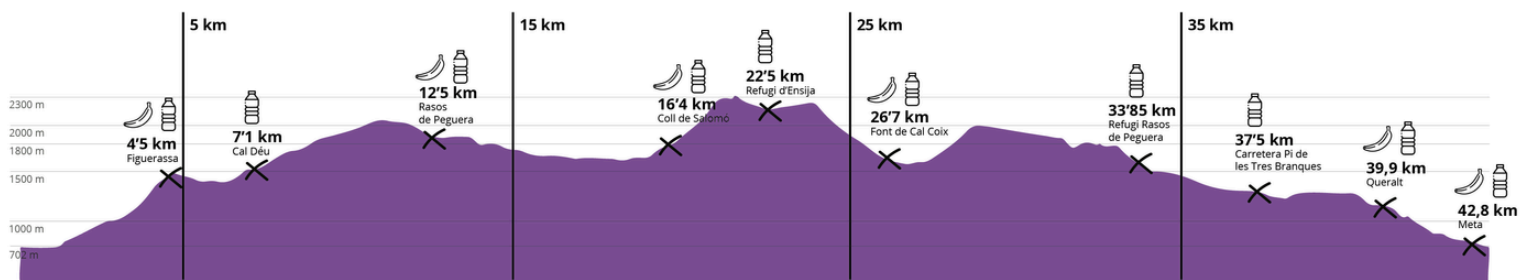 5 km
15 km
25 km
35 km
2300 m
2000 m
1800 m
1500 m
1000 m
702 m
4’5 km
Figuerassa
7’1 km
Cal Déu
12’5 km
Rasos
de Peguera
16’4 km
Coll de Salomó
22’5 km
Refugi d’Ensija
26’7 km
Font de Cal Coix
33’85 km
Refugi Rasos
de Peguera
37’5 km
Carretera Pi de
les Tres Branques
39,9 km
Queralt
42,8 km
Meta